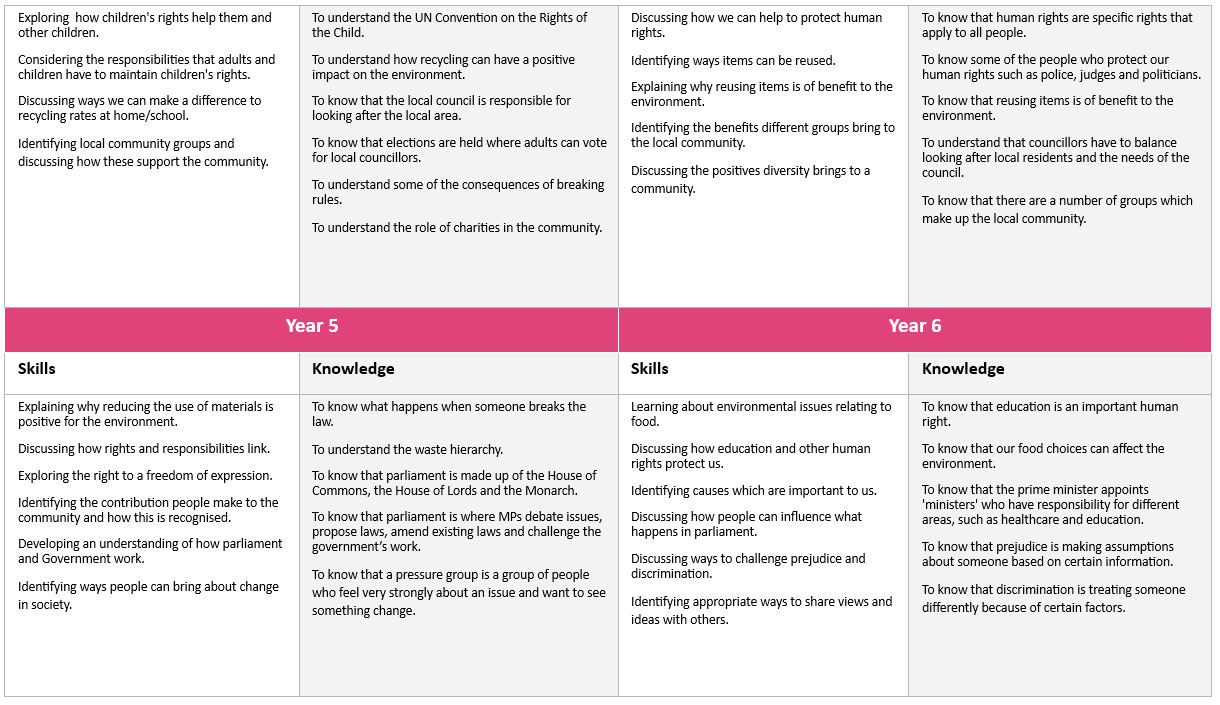 Exploring  how children's rights help them and
other children.
Considering the responsibilities that adults and
children have to maintain children's rights.
Discussing ways we can make a difference to
recycling rates at home/school.
Identifying local community groups and
discussing how these support the community.
To understand the UN Convention on the Rights of
the Child.
To understand how recycling can have a positive
impact on the environment.
To know that the local council is responsible for
looking after the local area.
To know that elections are held where adults can vote
for local councillors.
To understand some of the consequences of breaking
rules.
To understand the role of charities in the community.
Discussing how we can help to protect human
rights.
Identifying ways items can be reused.
Explaining why reusing items is of benefit to the
environment.
Identifying the benefits different groups bring to
the local community.
Discussing the positives diversity brings to a
community.
To know that human rights are specific rights that
apply to all people.
To know some of the people who protect our
human rights such as police, judges and politicians.
To know that reusing items is of benefit to the
environment.
To understand that councillors have to balance
looking after local residents and the needs of the
council.
To know that there are a number of groups which
make up the local community.
Year 5
Year 6
Skills
Knowledge
Skills
Knowledge
Explaining why reducing the use of materials is
positive for the environment.
Discussing how rights and responsibilities link.
Exploring the right to a freedom of expression.
Identifying the contribution people make to the
community and how this is recognised.
Developing an understanding of how parliament
and Government work.
Identifying ways people can bring about change
in society.
To know what happens when someone breaks the
law.
To understand the waste hierarchy.
To know that parliament is made up of the House of
Commons, the House of Lords and the Monarch.
To know that parliament is where MPs debate issues,
propose laws, amend existing laws and challenge the
government’s work.
To know that a pressure group is a group of people
who feel very strongly about an issue and want to see
something change.
Learning about environmental issues relating to
food.
Discussing how education and other human
rights protect us.
Identifying causes which are important to us.
Discussing how people can influence what
happens in parliament.
Discussing ways to challenge prejudice and
discrimination.
Identifying appropriate ways to share views and
ideas with others.
To know that education is an important human
right.
To know that our food choices can affect the
environment.
To know that the prime minister appoints
'ministers' who have responsibility for different
areas, such as healthcare and education.
To know that prejudice is making assumptions
about someone based on certain information.
To know that discrimination is treating someone
differently because of certain factors.